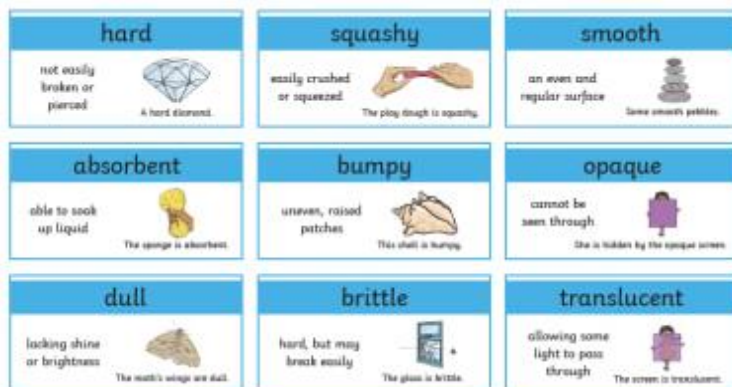 hard
not easily
broken or
pierced
A hard diamond.
squashy
easily crushed
or squeezed
The play dough is squashy.
smooth
an even and
regular surface
Some smooth pebbles.
absorbent
able to soak
up liquid
The sponge is absorbent.
bumpy
uneven, raised
patches
This shell is bumpy.
opaque
cannot be
seen through
She is hidden by the opaque screen.
dull
lacking shine
or brightness
The moth's wings are dull.
brittle
hard, but may
break easily
The glass is brittle.
translucent
allowing some
light to pass
through
The screen is translucent.